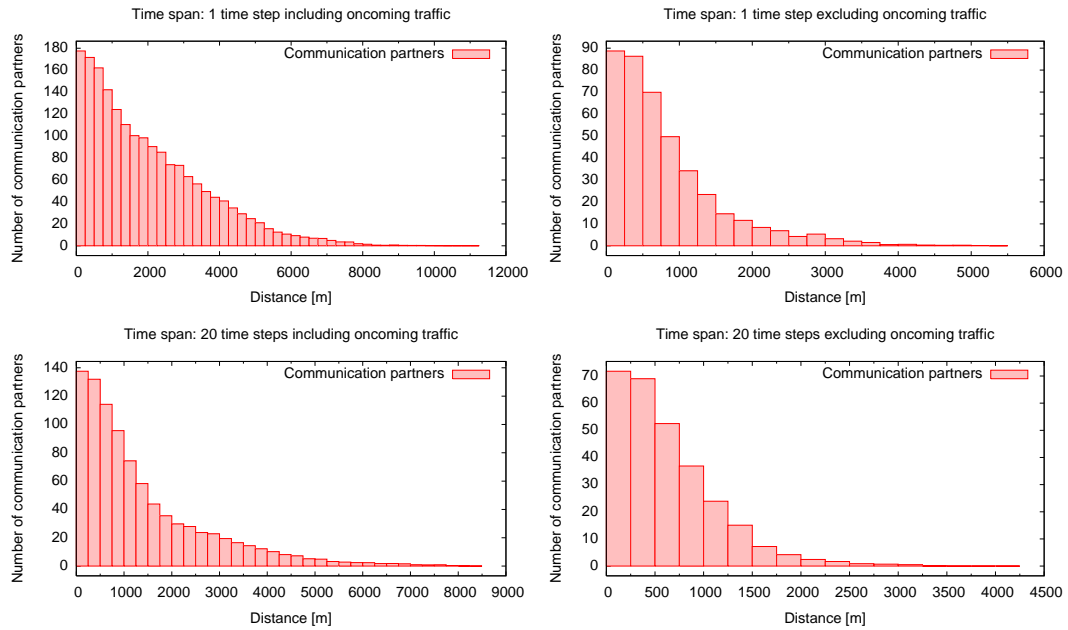 Time span: 1 time step including oncoming traffic
Number of communication partners
180
160
140
120
100
80
60
40
20
0
Communication partners
0 2000 4000 6000 8000 10000 12000
Distance [m]
Time span: 1 time step excluding oncoming traffic
Number of communication partners
90
80
70
60
50
40
30
20
10
0
Communication partners
0 1000 2000 3000 4000 5000 6000
Distance [m]
Time span: 20 time steps including oncoming traffic
Number of communication partners
140
120
100
80
60
40
20
0
Communication partners
0 1000 2000 3000 4000 5000 6000 7000 8000 9000
Distance [m]
Time span: 20 time steps excluding oncoming traffic
Number of communication partners
70
60
50
40
30
20
10
0
Communication partners
0 500 1000 1500 2000 2500 3000 3500 4000 4500
Distance [m]